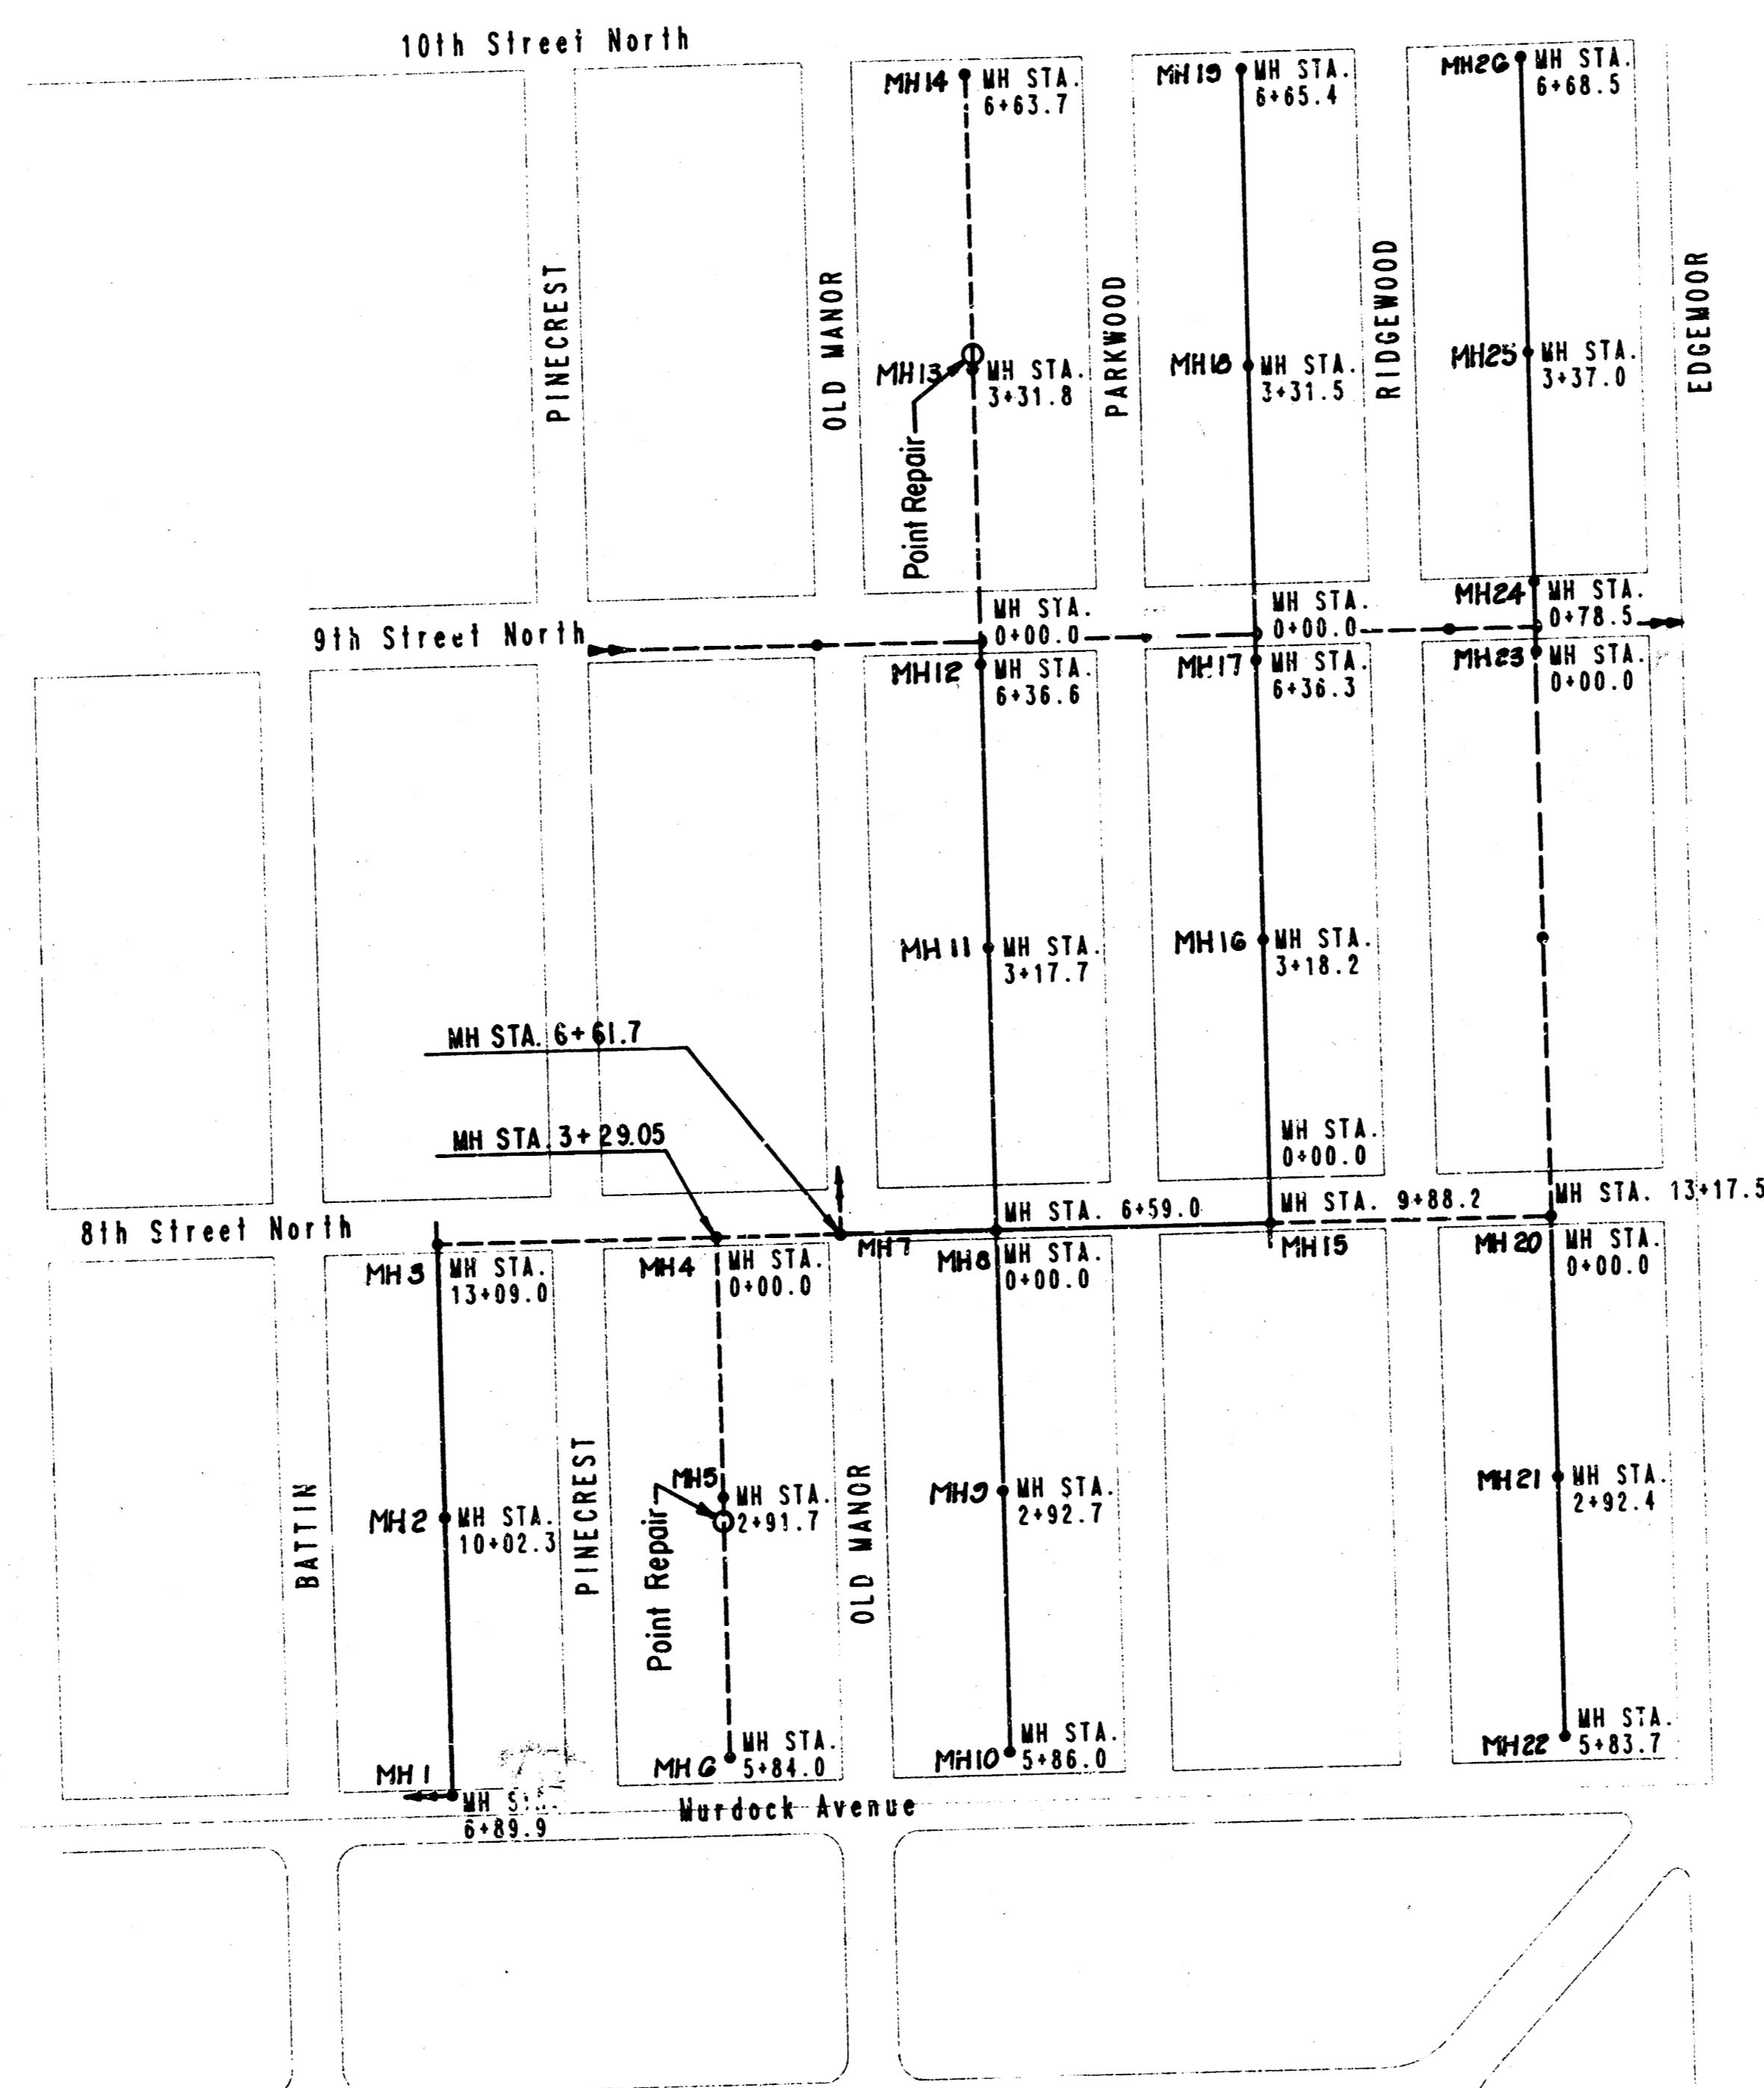 10th Street North
MH14
MH STA.
6+63.7
MH19
MH STA.
6+65.4
MH26
MH STA.
6+68.5
PINECREST
OLD MANOR
PARKWOOD
RIDGEWOOD
EDGEMOOR
MH13
MH STA.
3+31.8
Point Repair
MH18
MH STA.
3+31.5
MH25
MH STA.
3+37.0
9th Street North
MH STA.
0+00.0
MH STA.
0+00.0
MH24
MH STA.
0+78.5
MH12
MH STA.
6+36.6
MH17
MH STA.
6+36.3
MH23
MH STA.
0+00.0
MH11
MH STA.
3+17.7
MH16
MH STA.
3+18.2
MH STA. 6+61.7
MH STA. 3+29.05
MH STA.
0+00.0
8th Street North
MH STA. 6+59.0
MH STA. 9+88.2
MH STA. 13+17.5
MH3
MH STA.
13+09.0
MH4
MH STA.
0+00.0
MH7
MH8
MH STA.
0+00.0
MH15
MH20
MH STA.
0+00.0
BATTIN
PINECREST
OLD MANOR
MH2
MH STA.
10+02.3
MH5
MH STA.
2+91.7
Point Repair
MH9
MH STA.
2+92.7
MH21
MH STA.
2+92.4
MH1
MH
6+89.9
MH6
MH STA.
5+84.0
MH10
MH STA.
5+86.0
MH22
MH STA.
5+83.7
Murdock Avenue